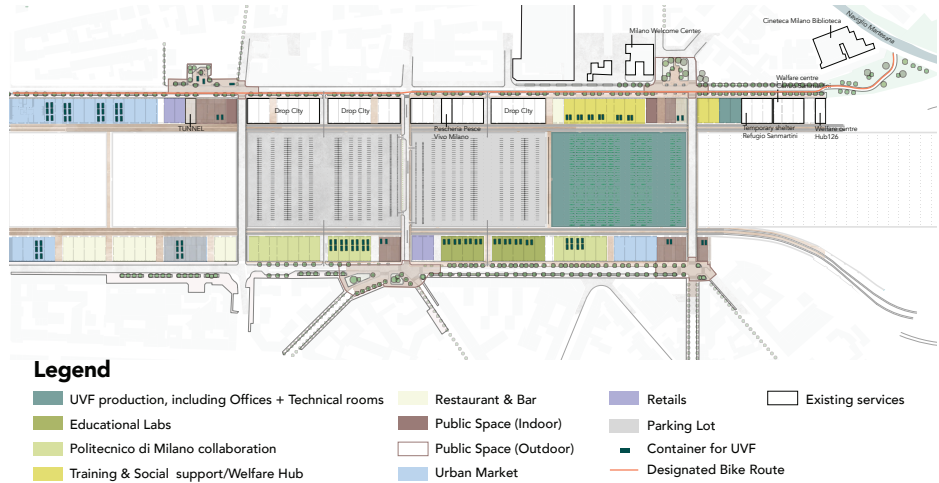 Cineteca Milano Biblioteca
Naviglio Martesana
Milano Welcome Center
Welfare centre
Drop City
Drop City
Drop City
TUNNEL
Pescheria Pesce
Vivo Milano
Temporary shelter
Refugio Sanmartini
Welfare centre
Hub126
Legend
UVF production, including Offices + Technical rooms
Educational Labs
Politecnico di Milano collaboration
Training & Social support/Welfare Hub
Restaurant & Bar
Public Space (Indoor)
Public Space (Outdoor)
Urban Market
Retails
Parking Lot
Container for UVF
Designated Bike Route
Existing services